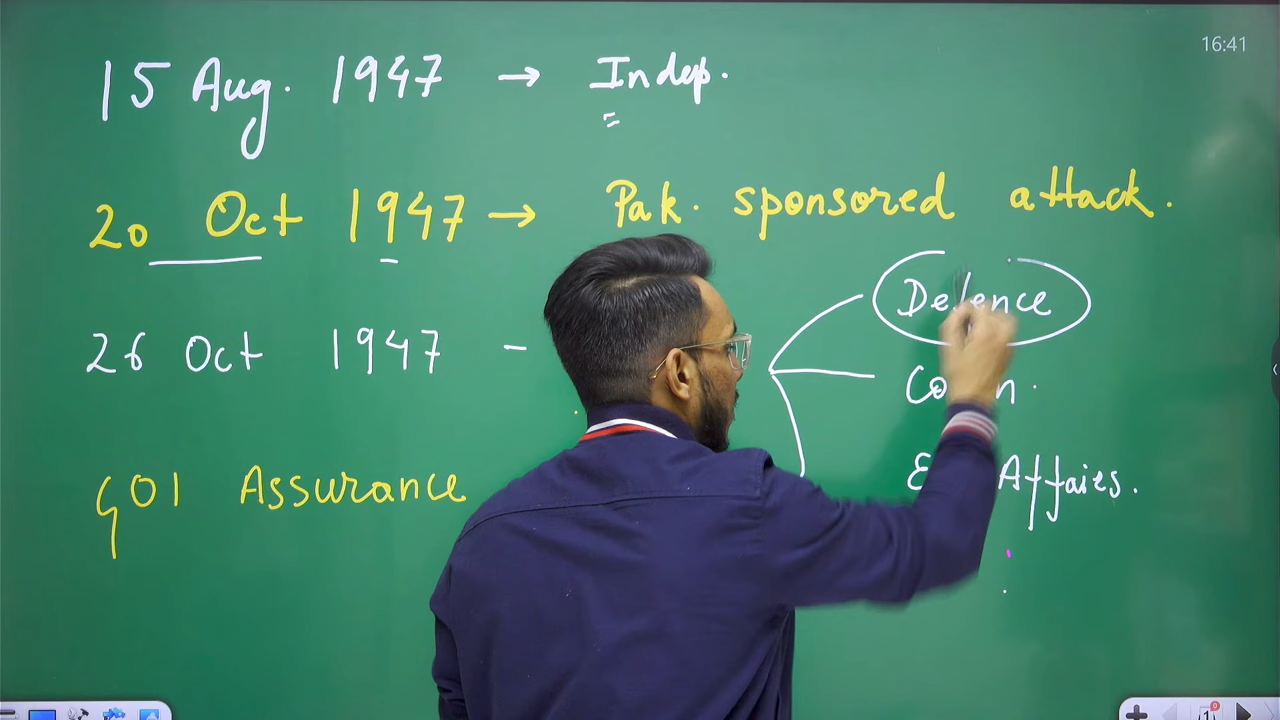 16:41
15 Aug. 1947 → Indep.
20 Oct 1947 → Pak. sponsored attack.
Defence
26 Oct 1947 -
Affairs.
GOI Assurance